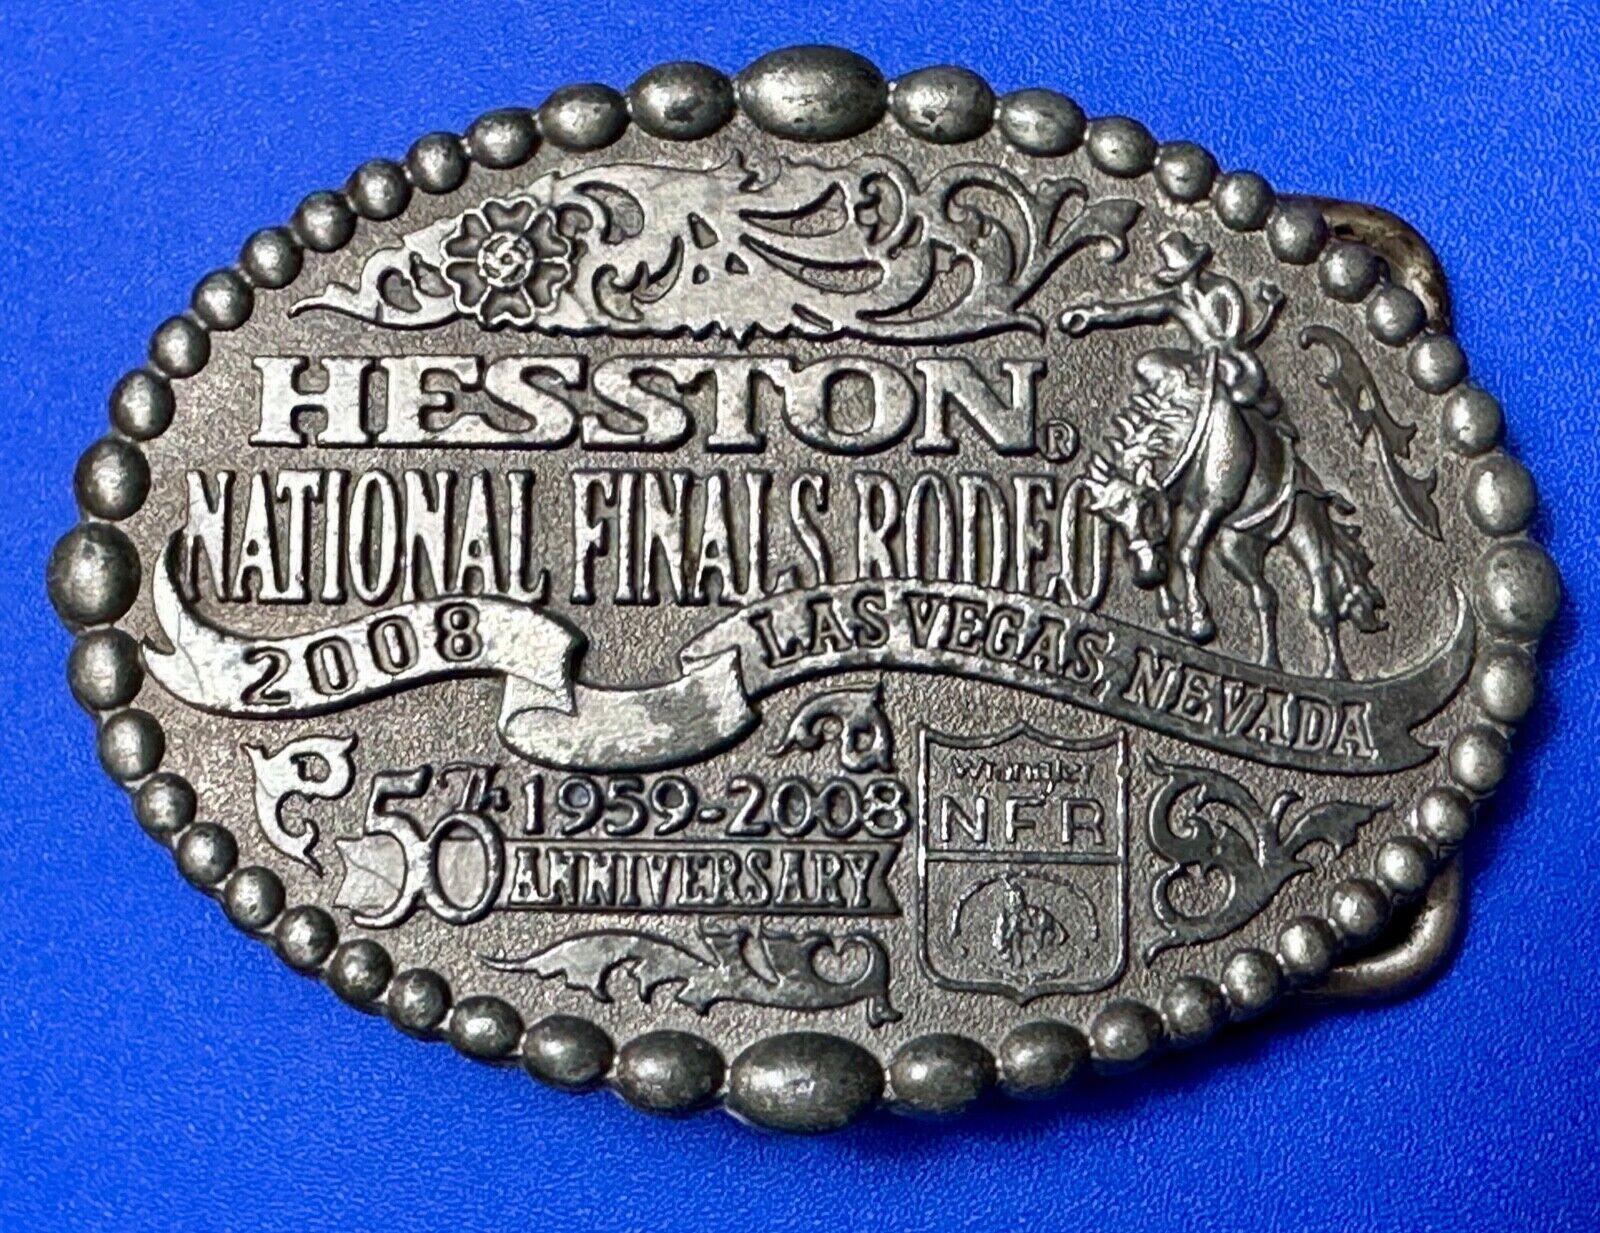 HESSTON®
NATIONAL FINALS RODEO
2008
LAS VEGAS, NEVADA
50th 1959-2008
ANNIVERSARY
Wrangler
NFR